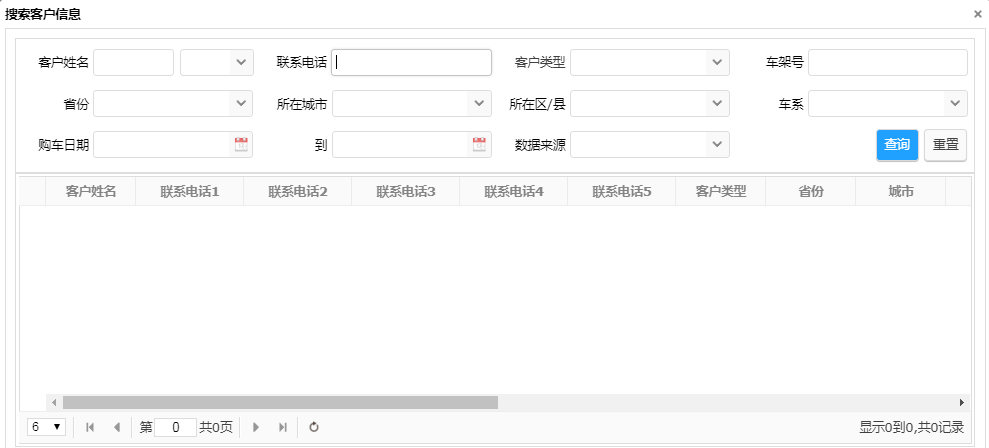 搜索客户信息
客户姓名 联系电话 客户类型 车架号
省份 所在城市 所在区/县 车系
购车日期 到 数据来源 查询 重置
客户姓名 联系电话1 联系电话2 联系电话3 联系电话4 联系电话5 客户类型 省份 城市
6 第 0 共0页 显示0到0,共0记录